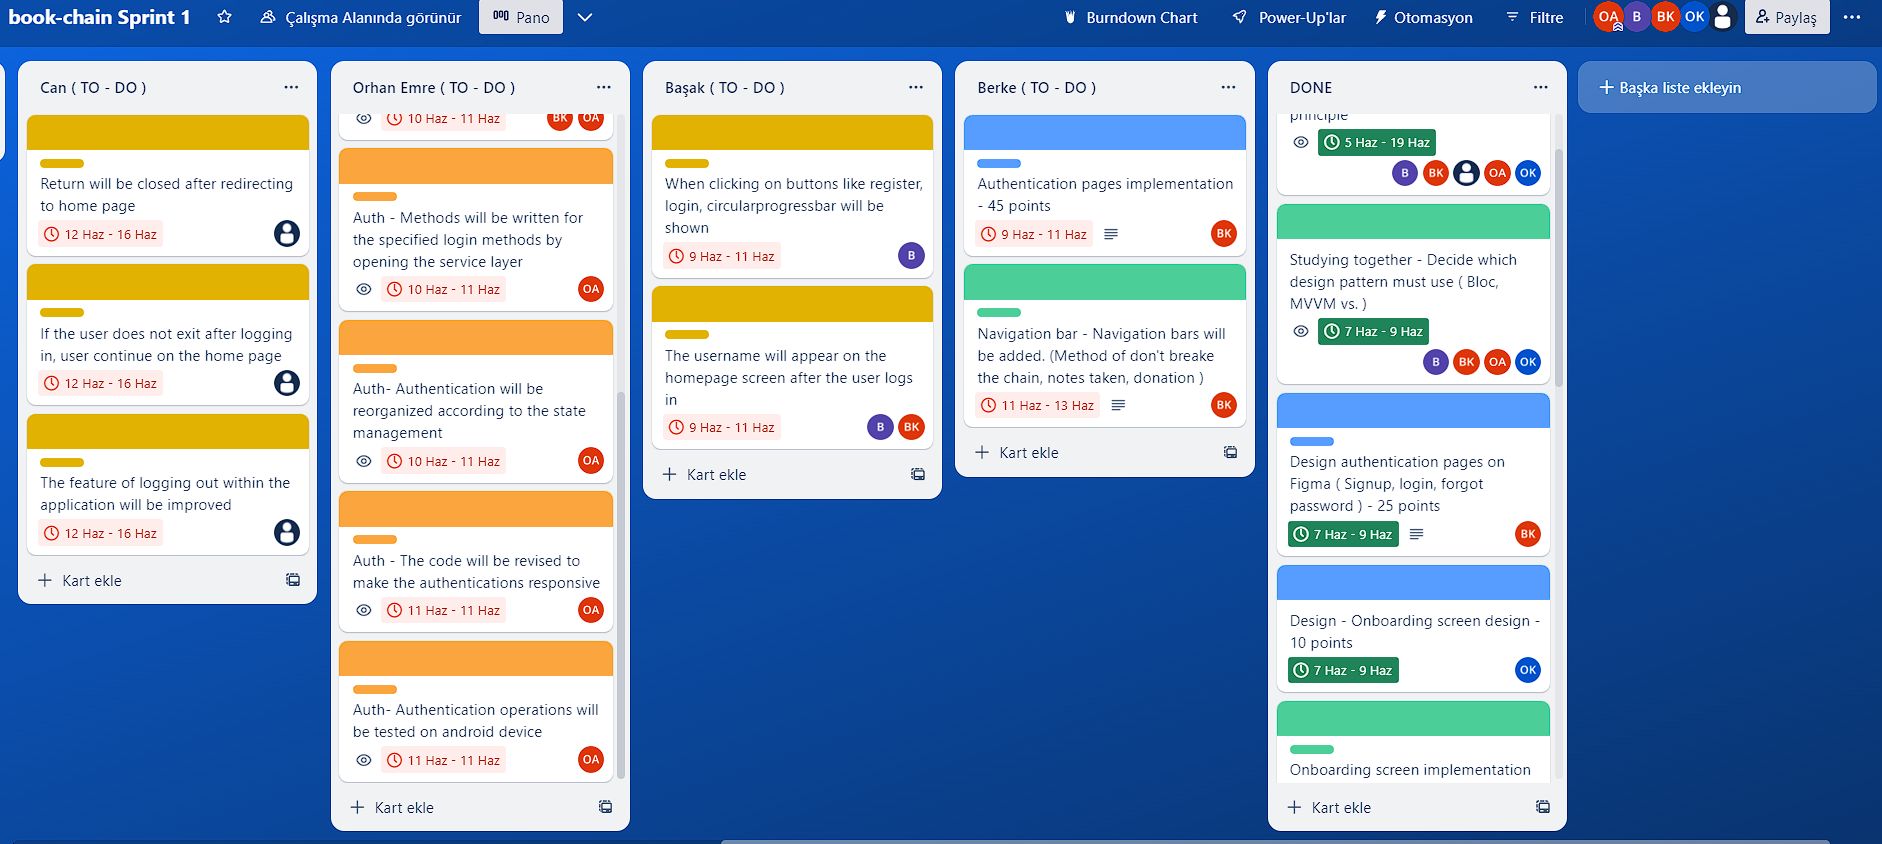 book-chain Sprint 1
Çalışma Alanında görünür
Pano
Burndown Chart
Power-Up'lar
Otomasyon
Filtre
OA
B
BK
OK
Paylaş
Can ( TO - DO )
Return will be closed after redirecting
to home page
12 Haz - 16 Haz
If the user does not exit after logging
in, user continue on the home page
12 Haz - 16 Haz
The feature of logging out within the
application will be improved
12 Haz - 16 Haz
Kart ekle
Orhan Emre ( TO - DO )
10 Haz - 11 Haz
BK
OA
Auth - Methods will be written for
the specified login methods by
opening the service layer
10 Haz - 11 Haz
OA
Auth- Authentication will be
reorganized according to the state
management
10 Haz - 11 Haz
OA
Auth - The code will be revised to
make the authentications responsive
11 Haz - 11 Haz
OA
Auth- Authentication operations will
be tested on android device
11 Haz - 11 Haz
OA
Kart ekle
Başak ( TO - DO )
When clicking on buttons like register,
login, circularprogressbar will be
shown
9 Haz - 11 Haz
B
The username will appear on the
homepage screen after the user logs
in
9 Haz - 11 Haz
B
BK
Kart ekle
Berke ( TO - DO )
Authentication pages implementation
- 45 points
9 Haz - 11 Haz
BK
Navigation bar - Navigation bars will
be added. (Method of don't breake
the chain, notes taken, donation )
11 Haz - 13 Haz
BK
Kart ekle
DONE
principle
5 Haz - 19 Haz
B
BK
OA
OK
Studying together - Decide which
design pattern must use ( Bloc,
MVVM vs. )
7 Haz - 9 Haz
B
BK
OA
OK
Design authentication pages on
Figma ( Signup, login, forgot
password ) - 25 points
7 Haz - 9 Haz
BK
Design - Onboarding screen design -
10 points
7 Haz - 9 Haz
OK
Onboarding screen implementation
Kart ekle
Başka liste ekleyin